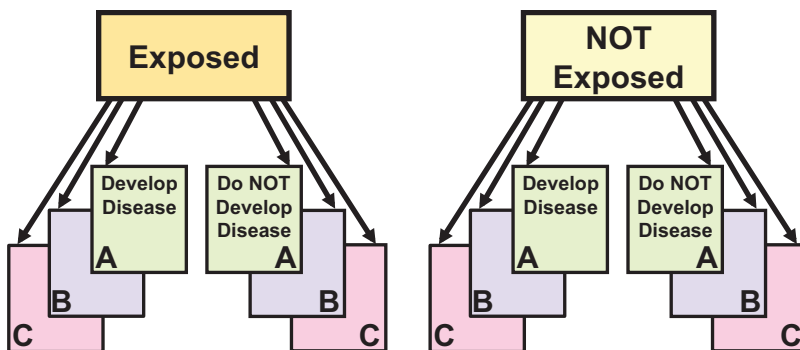 Exposed
NOT
Exposed
Develop
Disease
A
B
C
Do NOT
Develop
Disease
A
B
C
Develop
Disease
A
B
C
Do NOT
Develop
Disease
A
B
C